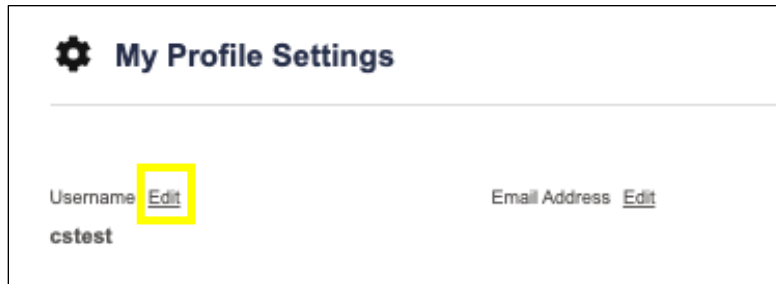 My Profile Settings
Username Edit
Email Address Edit
cstest